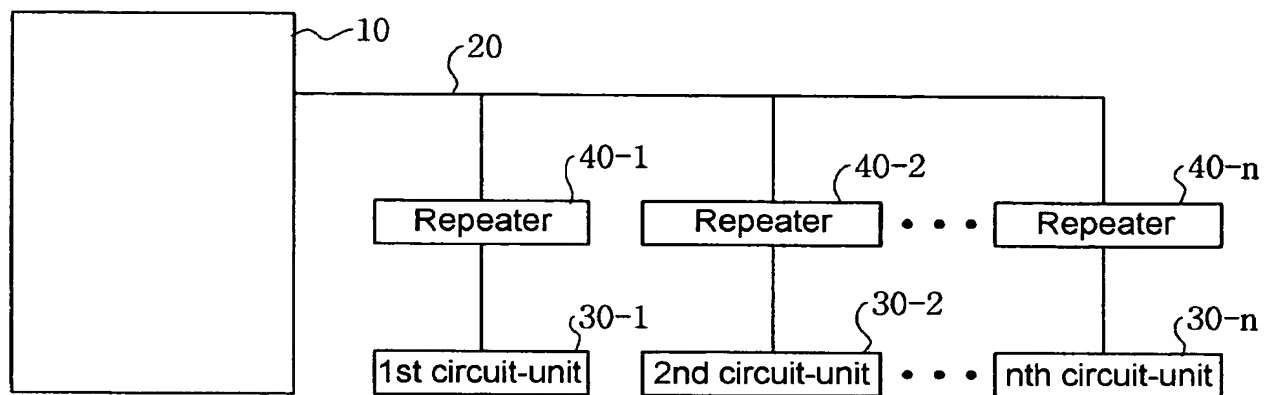 10
20
40-1
40-2
40-n
Repeater
Repeater
• • •
Repeater
30-1
30-2
30-n
1st circuit-unit
2nd circuit-unit
• • •
nth circuit-unit